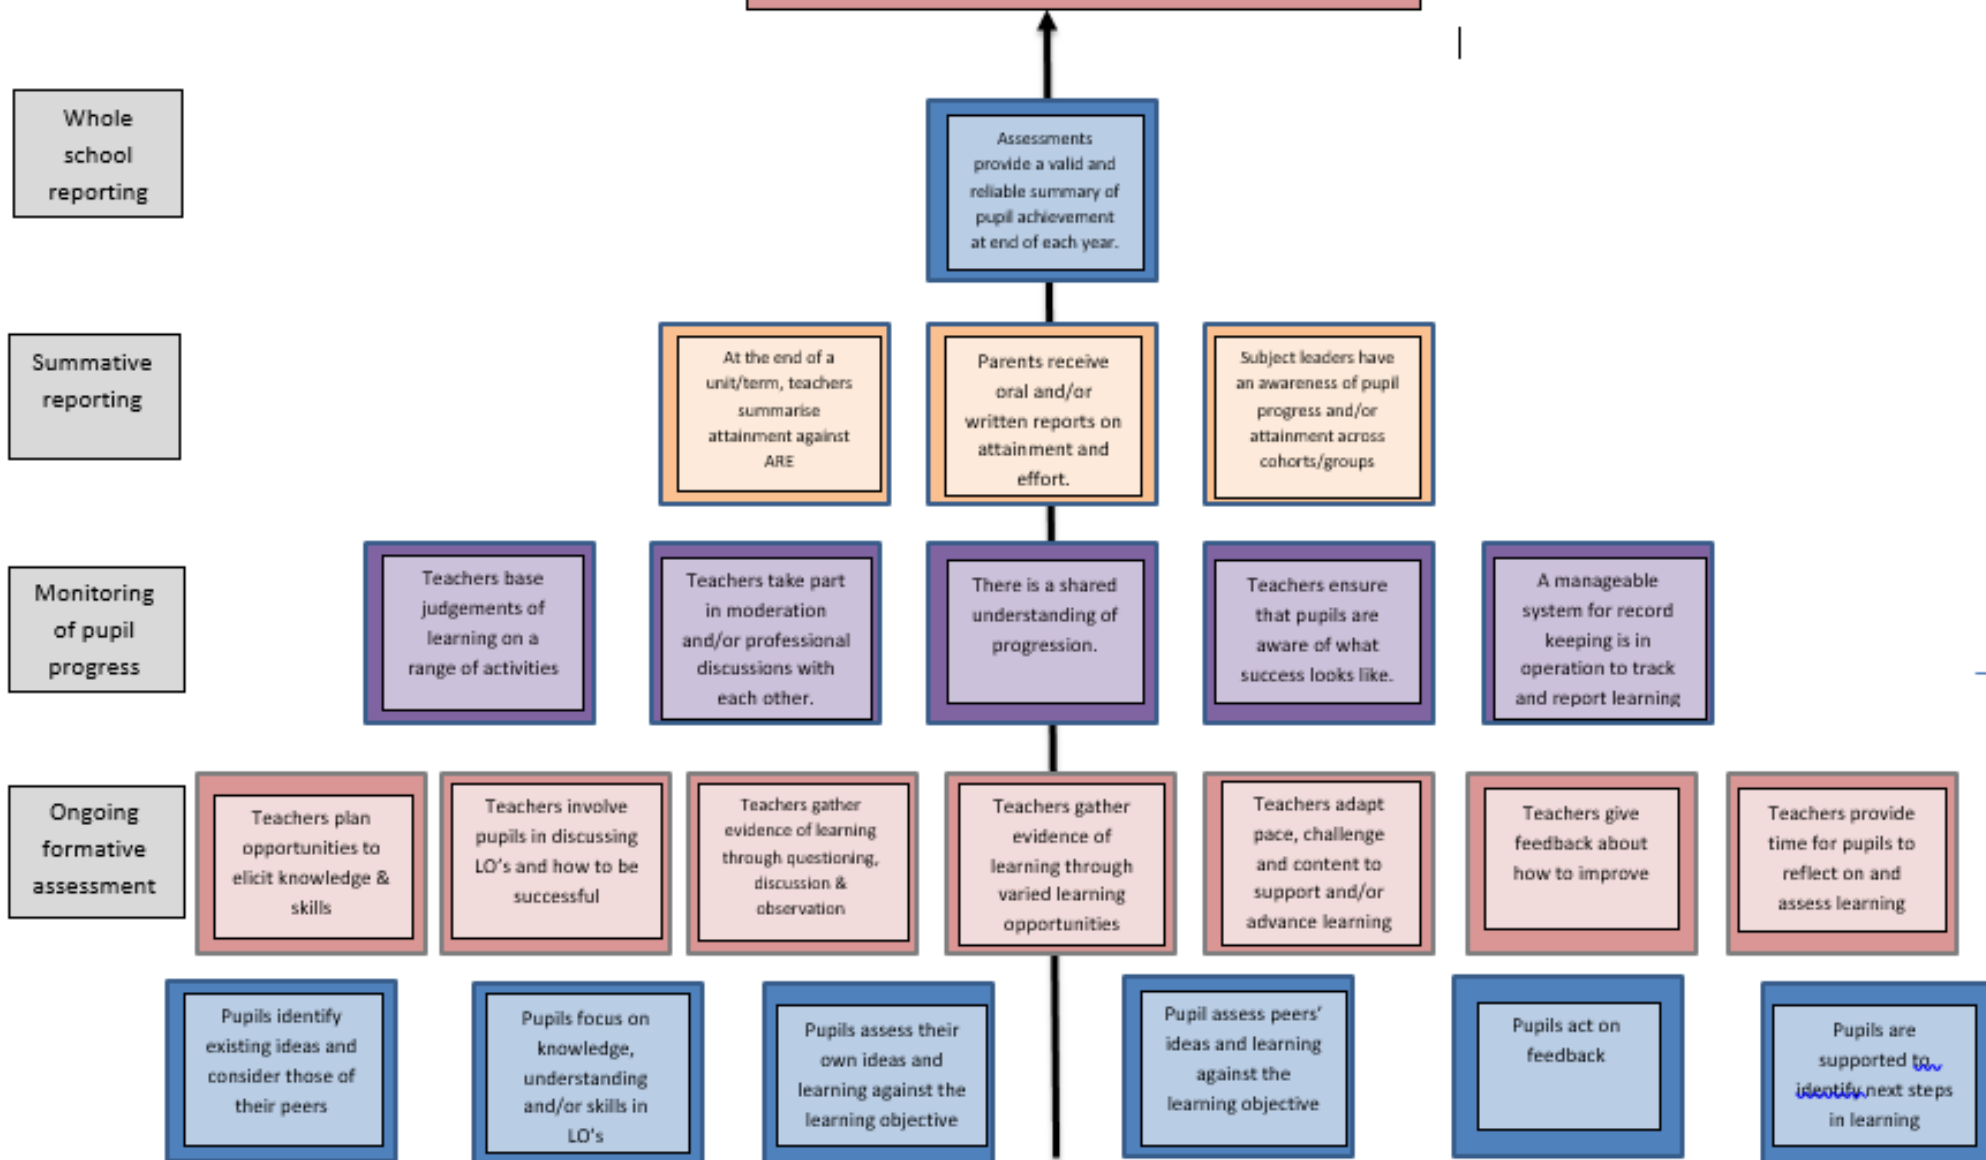 Whole
school
reporting
Assessments
provide a valid and
reliable summary of
pupil achievement
at end of each year.
Summative
reporting
At the end of a
unit/term, teachers
summarise
attainment against
ARE
Parents receive
oral and/or
written reports on
attainment and
effort.
Subject leaders have
an awareness of pupil
progress and/or
attainment across
cohorts/groups
Monitoring
of pupil
progress
Teachers base
judgements of
learning on a
range of activities
Teachers take part
in moderation
and/or professional
discussions with
each other.
There is a shared
understanding of
progression.
Teachers ensure
that pupils are
aware of what
success looks like.
A manageable
system for record
keeping is in
operation to track
and report learning
Ongoing
formative
assessment
Teachers plan
opportunities to
elicit knowledge &
skills
Teachers involve
pupils in discussing
LO's and how to be
successful
Teachers gather
evidence of learning
through questioning,
discussion &
observation
Teachers gather
evidence of
learning through
varied learning
opportunities
Teachers adapt
pace, challenge
and content to
support and/or
advance learning
Teachers give
feedback about
how to improve
Teachers provide
time for pupils to
reflect on and
assess learning
Pupils identify
existing ideas and
consider those of
their peers
Pupils focus on
knowledge,
understanding
and/or skills in
LO's
Pupils assess their
own ideas and
learning against the
learning objective
Pupil assess peers'
ideas and learning
against the
learning objective
Pupils act on
feedback
Pupils are
supported to
identify next steps
in learning